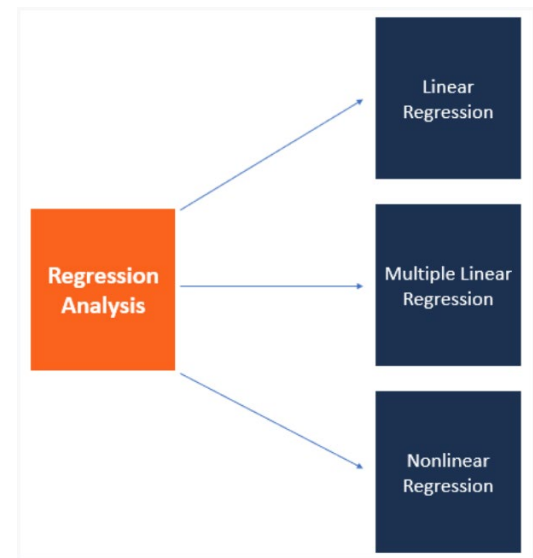 Linear
Regression
Regression
Analysis
Multiple Linear
Regression
Nonlinear
Regression